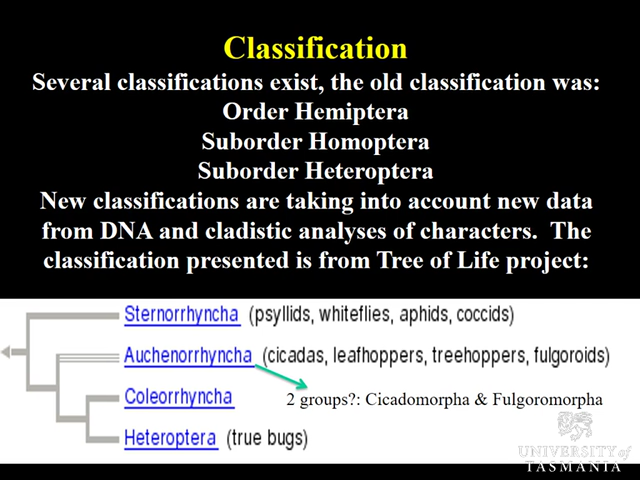 Classification
Several classifications exist, the old classification was:
Order Hemiptera
Suborder Homoptera
Suborder Heteroptera
New classifications are taking into account new data
from DNA and cladistic analyses of characters.  The
classification presented is from Tree of Life project:
Sternorrhyncha (psyllids, whiteflies, aphids, coccids)
Auchenorrhyncha (cicadas, leafhoppers, treehoppers, fulgoroids)
Coleorrhyncha
2 groups?: Cicadomorpha & Fulgoromorpha
Heteroptera (true bugs)
UNIVERSITY of
TASMANIA